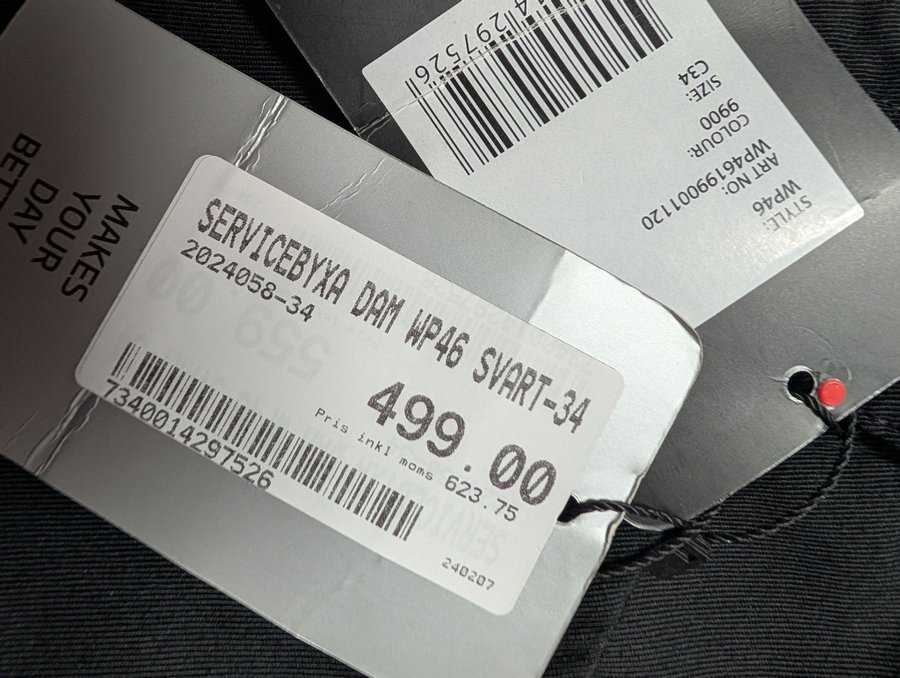 SERVICEBYXA DAM WP46 SVART-34
2024058-34
499.00
Pris inkl moms 623.75
7340014297526
240207
MAKES
YOUR
DAY
STYLE:
WP46
ART NO:
WP46199001120
COLOUR:
9900
SIZE:
C34
14297526